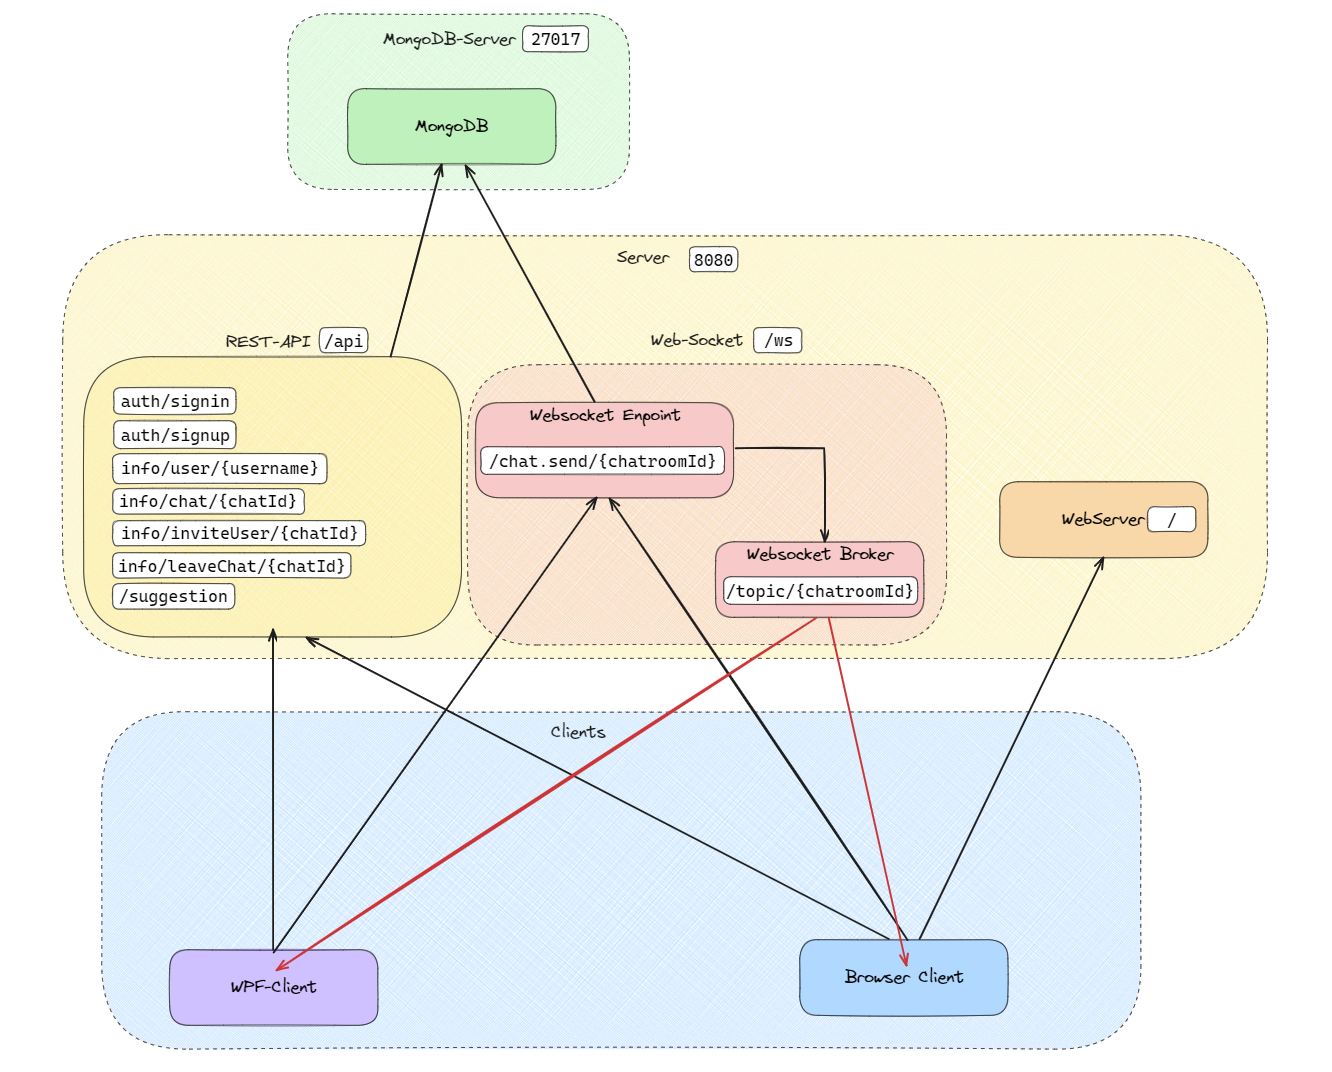 MongoDB-Server 27017
MongoDB
Server 8080
REST-API /api
Web-Socket /ws
auth/signin
auth/signup
info/user/{username}
info/chat/{chatId}
info/inviteUser/{chatId}
info/leaveChat/{chatId}
/suggestion
Websocket Enpoint
/chat.send/{chatroomId}
Websocket Broker
/topic/{chatroomId}
WebServer /
Clients
WPF-Client
Browser Client